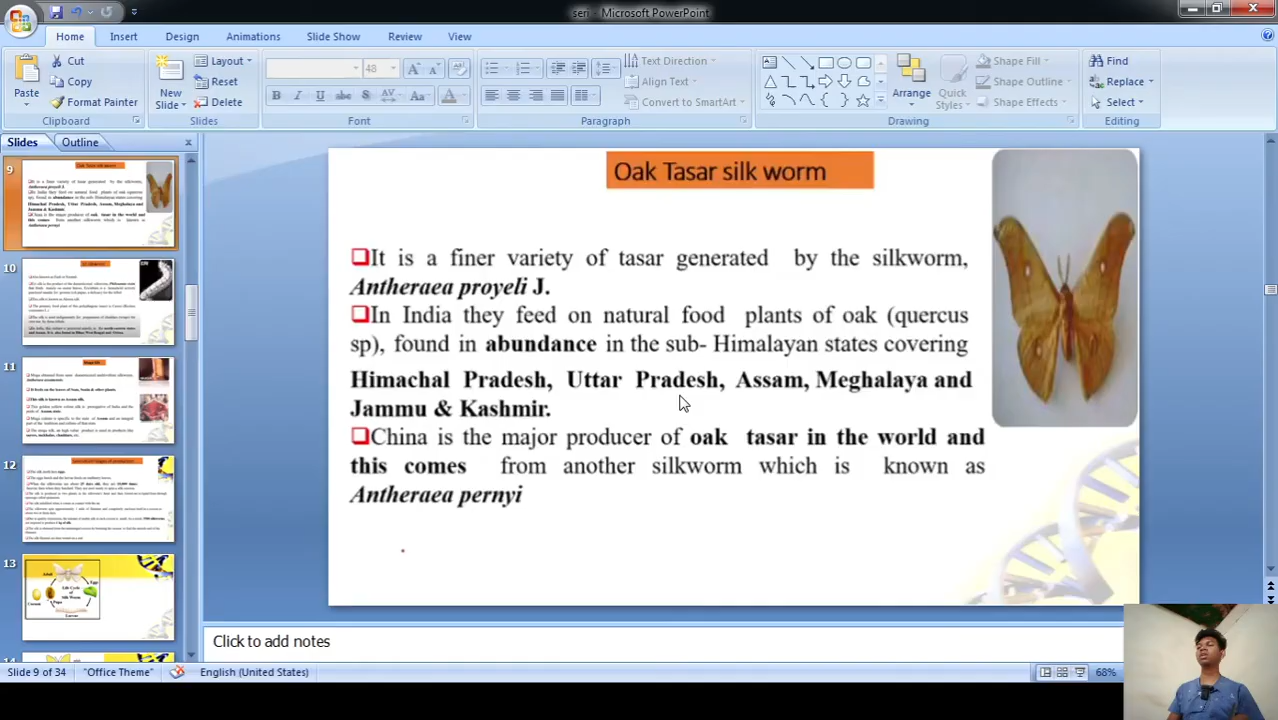 seri - Microsoft PowerPoint
Home Insert Design Animations Slide Show Review View
Paste
Cut
Copy
Format Painter
Clipboard
New
Slide
Layout
Reset
Delete
Slides
48
Font
Text Direction
Align Text
Convert to SmartArt
Paragraph
Arrange
Quick
Styles
Shape Fill
Shape Outline
Shape Effects
Drawing
Find
Replace
Select
Editing
Slides Outline
9
10
11
12
13
Oak Tasar silk worm
It is a finer variety of tasar generated by the silkworm,
Antheraea proyeli J.
In India they feed on natural food plants of oak (quercus
sp), found in abundance in the sub- Himalayan states covering
Himachal Pradesh, Uttar Pradesh, Assam, Meghalaya and
Jammu & Kashmir.
China is the major producer of oak tasar in the world and
this comes from another silkworm which is known as
Antheraea pernyi
Click to add notes
Slide 9 of 34 "Office Theme" English (United States) 68%